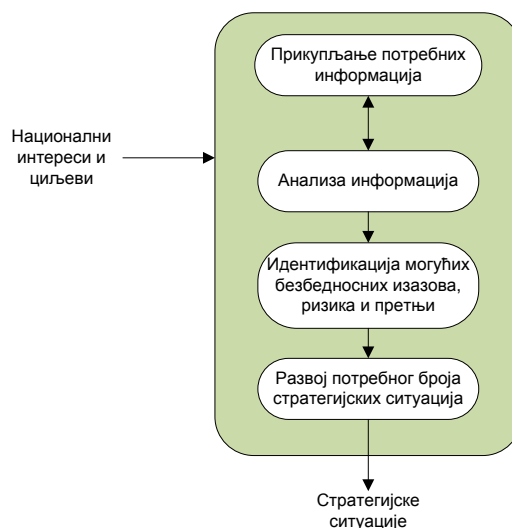 Прикупљање потребних
информација
Национални
интереси и
циљеви
Анализа информација
Идентификација могућих
безбедносних изазова,
ризика и претњи
Развој потребног броја
стратегијских ситуација
Стратегијске
ситуације